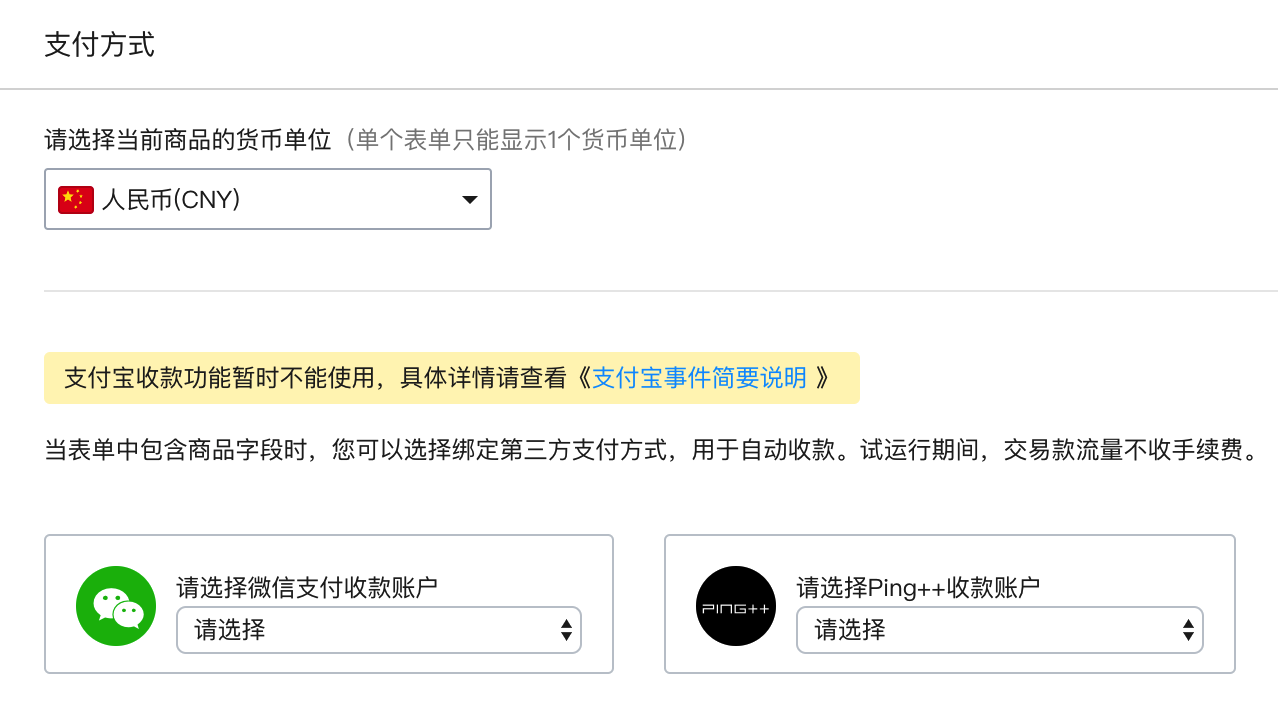 支付方式
请选择当前商品的货币单位（单个表单只能显示1个货币单位）
人民币(CNY)
支付宝收款功能暂时不能使用，具体详情请查看《支付宝事件简要说明 》
当表单中包含商品字段时，您可以选择绑定第三方支付方式，用于自动收款。试运行期间，交易款流量不收手续费。
请选择微信支付收款账户
请选择
PING++
请选择Ping++收款账户
请选择